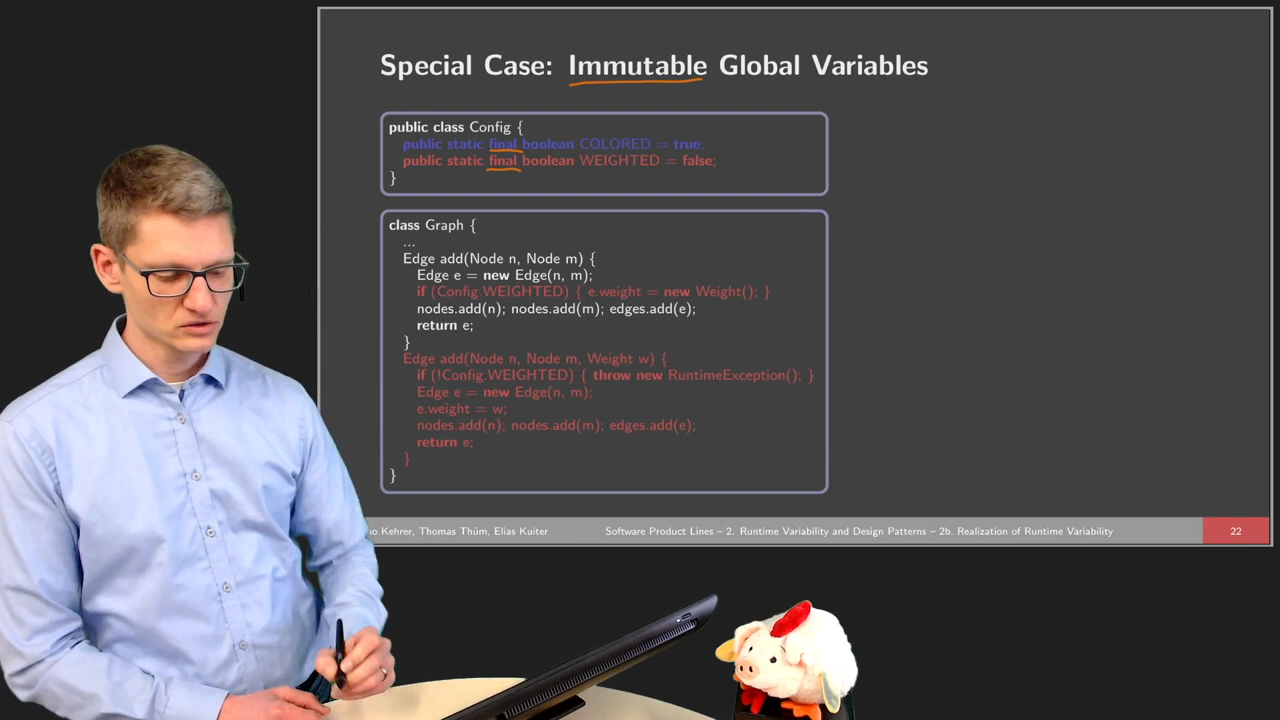 Special Case: Immutable Global Variables
public class Config {
public static final boolean COLORED = true;
public static final boolean WEIGHTED = false;
}
class Graph {
...
Edge add(Node n, Node m) {
Edge e = new Edge(n, m);
if (Config.WEIGHTED) { e.weight = new Weight(); }
nodes.add(n); nodes.add(m); edges.add(e);
return e;
}
Edge add(Node n, Node m, Weight w) {
if (!Config.WEIGHTED) { throw new RuntimeException(); }
Edge e = new Edge(n, m);
e.weight = w;
nodes.add(n); nodes.add(m); edges.add(e);
return e;
}
}
Kehrer, Thomas Thüm, Elias Kuiter
Software Product Lines – 2. Runtime Variability and Design Patterns – 2b. Realization of Runtime Variability
22